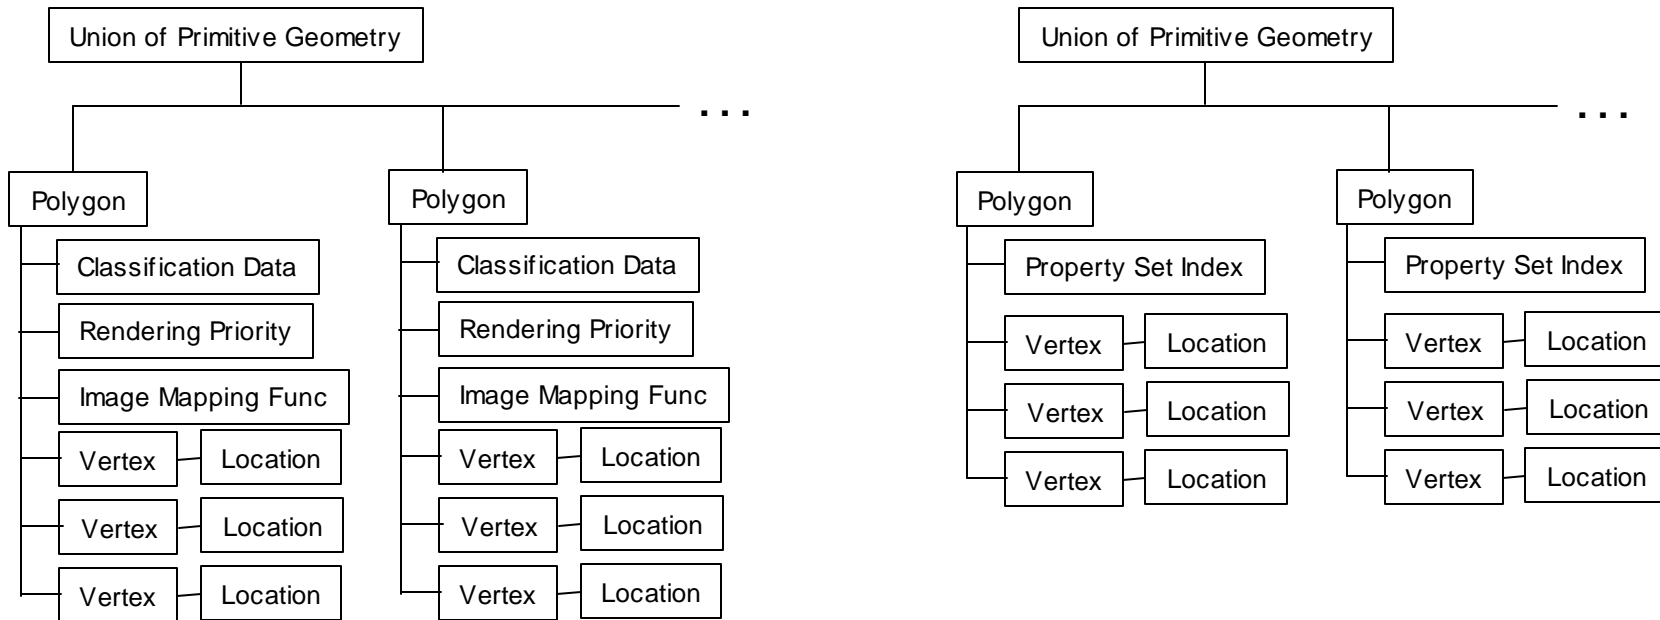 Union of Primitive Geometry
...
Polygon
Classification Data
Rendering Priority
Image Mapping Func
Vertex Location
Vertex Location
Vertex Location
Polygon
Classification Data
Rendering Priority
Image Mapping Func
Vertex Location
Vertex Location
Vertex Location
Union of Primitive Geometry
...
Polygon
Property Set Index
Vertex Location
Vertex Location
Vertex Location
Polygon
Property Set Index
Vertex Location
Vertex Location
Vertex Location